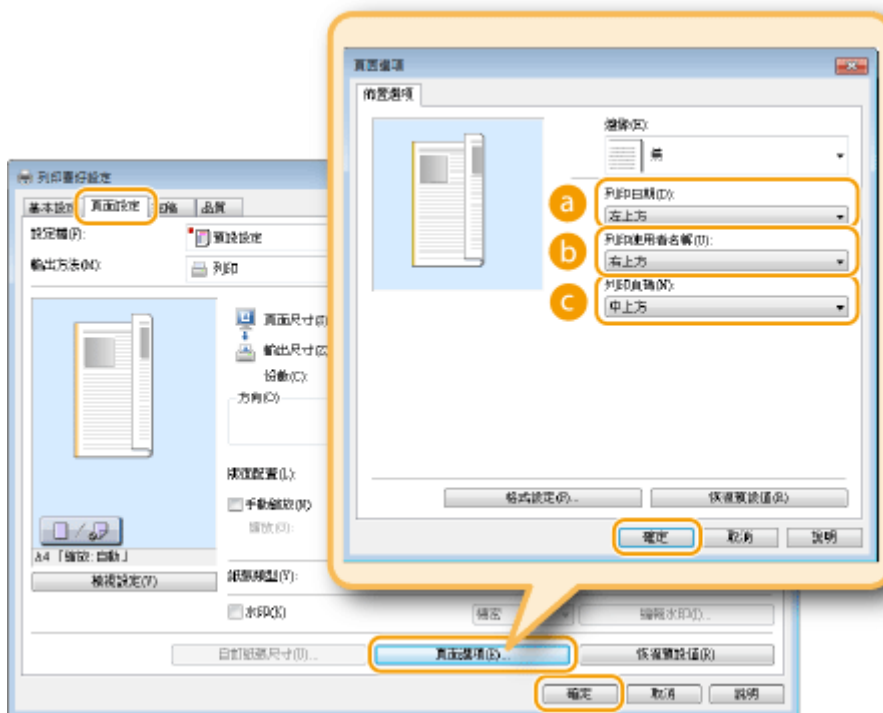 頁面選項
佈置選項
邊緣(E):
無
a
列印日期(D):
左上方
b
列印使用者名稱(U):
右上方
c
列印頁碼(N):
中上方
格式設定(F)...
恢復預設值(R)
確定
取消
說明
列印喜好設定
基本設定
頁面設定
品質
設定檔(F):
預設設定
輸出方法(M):
列印
頁面尺寸(S)
輸出尺寸(Z)
份數(C):
方向(O)
版面配置(L):
手動縮放(N)
縮放(G):
A4「縮放: 自動」
檢視設定(V)
紙張類型(Y):
水印(K)
機密
編輯水印(I)...
自訂紙張尺寸(U)...
頁面選項(E)...
恢復預設值(R)
確定
取消
說明